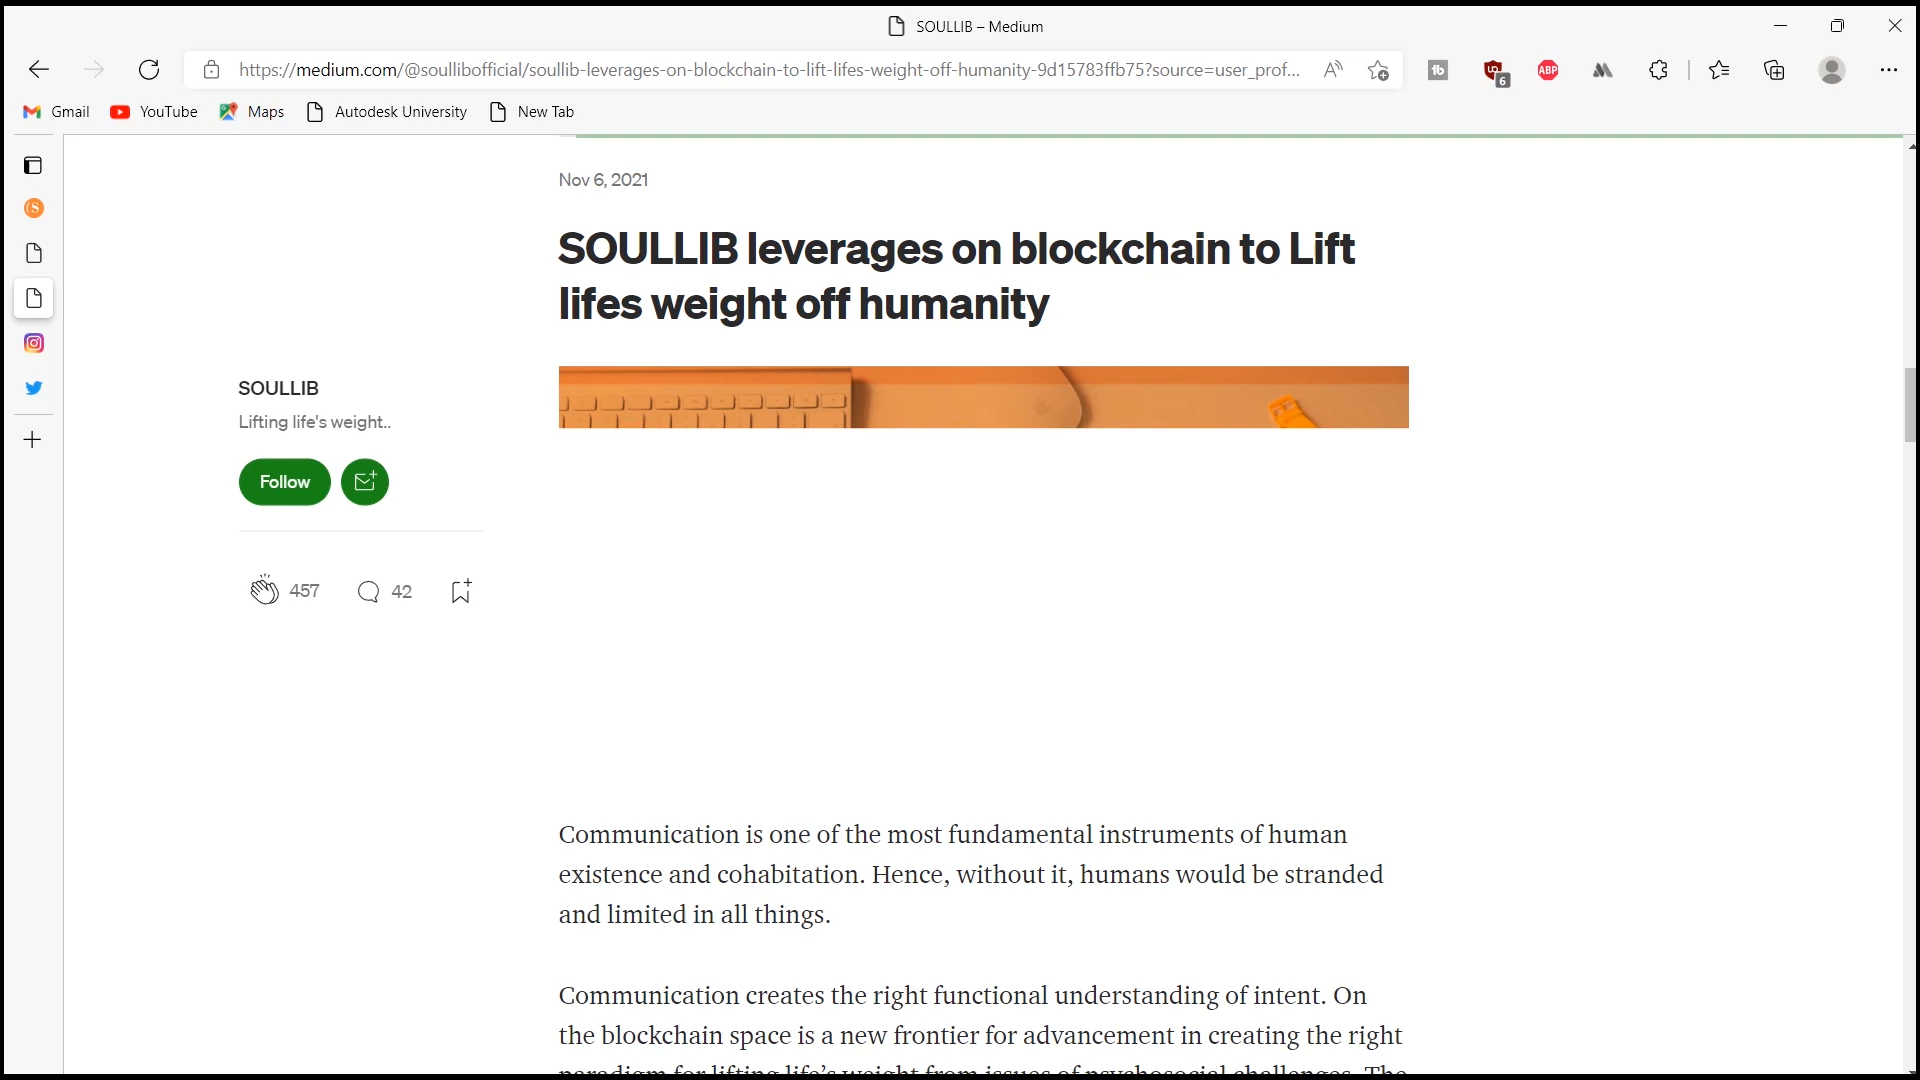 SOULLIB – Medium
https://medium.com/@soullibofficial/soullib-leverages-on-blockchain-to-lift-lifes-weight-off-humanity-9d15783ffb75?source=user_prof...
6
ABP
Gmail
YouTube
Maps
Autodesk University
New Tab
Nov 6, 2021
SOULLIB leverages on blockchain to Lift
lifes weight off humanity
SOULLIB
Lifting life's weight..
Follow
457
42
Communication is one of the most fundamental instruments of human
existence and cohabitation. Hence, without it, humans would be stranded
and limited in all things.
Communication creates the right functional understanding of intent. On
the blockchain space is a new frontier for advancement in creating the right
paradigm for lifting life's weight from issues of psychosocial challenges. The